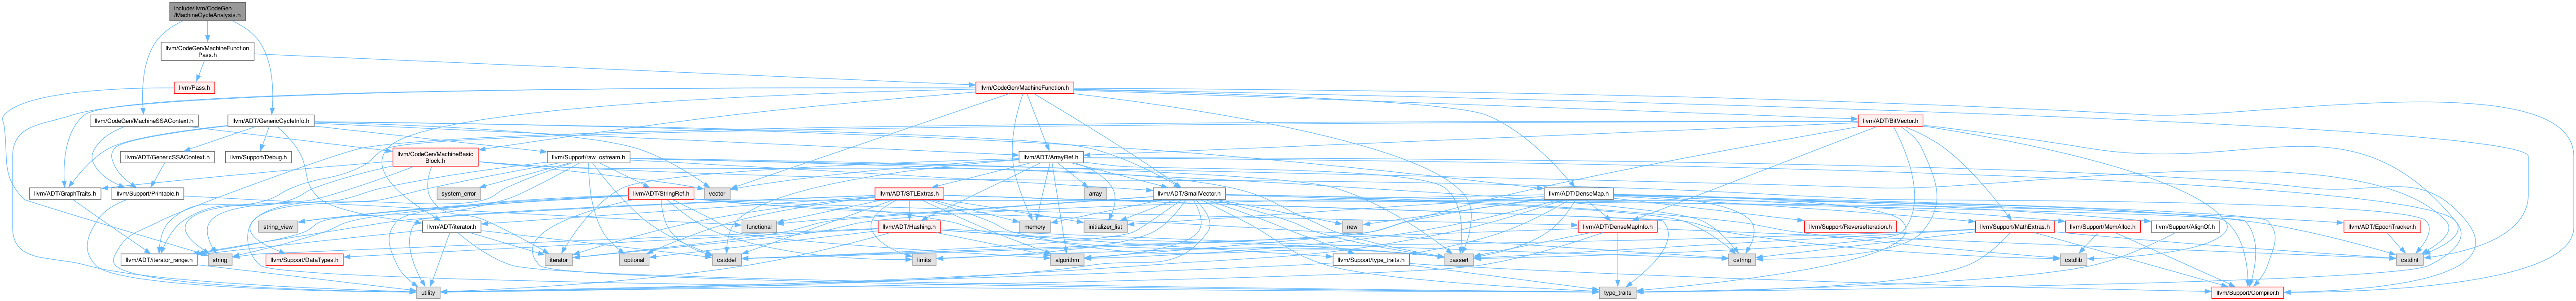 include/llvm/CodeGen
/MachineCycleAnalysis.h
llvm/CodeGen/MachineFunction
Pass.h
llvm/Pass.h
llvm/CodeGen/MachineFunction.h
llvm/CodeGen/MachineSSAContext.h
llvm/ADT/GenericCycleInfo.h
llvm/ADT/BitVector.h
llvm/ADT/GenericSSAContext.h
llvm/Support/Debug.h
llvm/CodeGen/MachineBasic
Block.h
llvm/Support/raw_ostream.h
llvm/ADT/ArrayRef.h
llvm/ADT/GraphTraits.h
llvm/Support/Printable.h
system_error
llvm/ADT/StringRef.h
vector
llvm/ADT/STLExtras.h
array
llvm/ADT/SmallVector.h
llvm/ADT/DenseMap.h
string_view
llvm/ADT/iterator.h
functional
llvm/ADT/Hashing.h
memory
initializer_list
new
llvm/ADT/DenseMapInfo.h
llvm/Support/ReverseIteration.h
llvm/Support/MathExtras.h
llvm/Support/MemAlloc.h
llvm/Support/AlignOf.h
llvm/ADT/EpochTracker.h
llvm/ADT/iterator_range.h
string
llvm/Support/DataTypes.h
iterator
optional
cstddef
limits
algorithm
llvm/Support/type_traits.h
cassert
cstring
cstdlib
cstdint
utility
type_traits
llvm/Support/Compiler.h